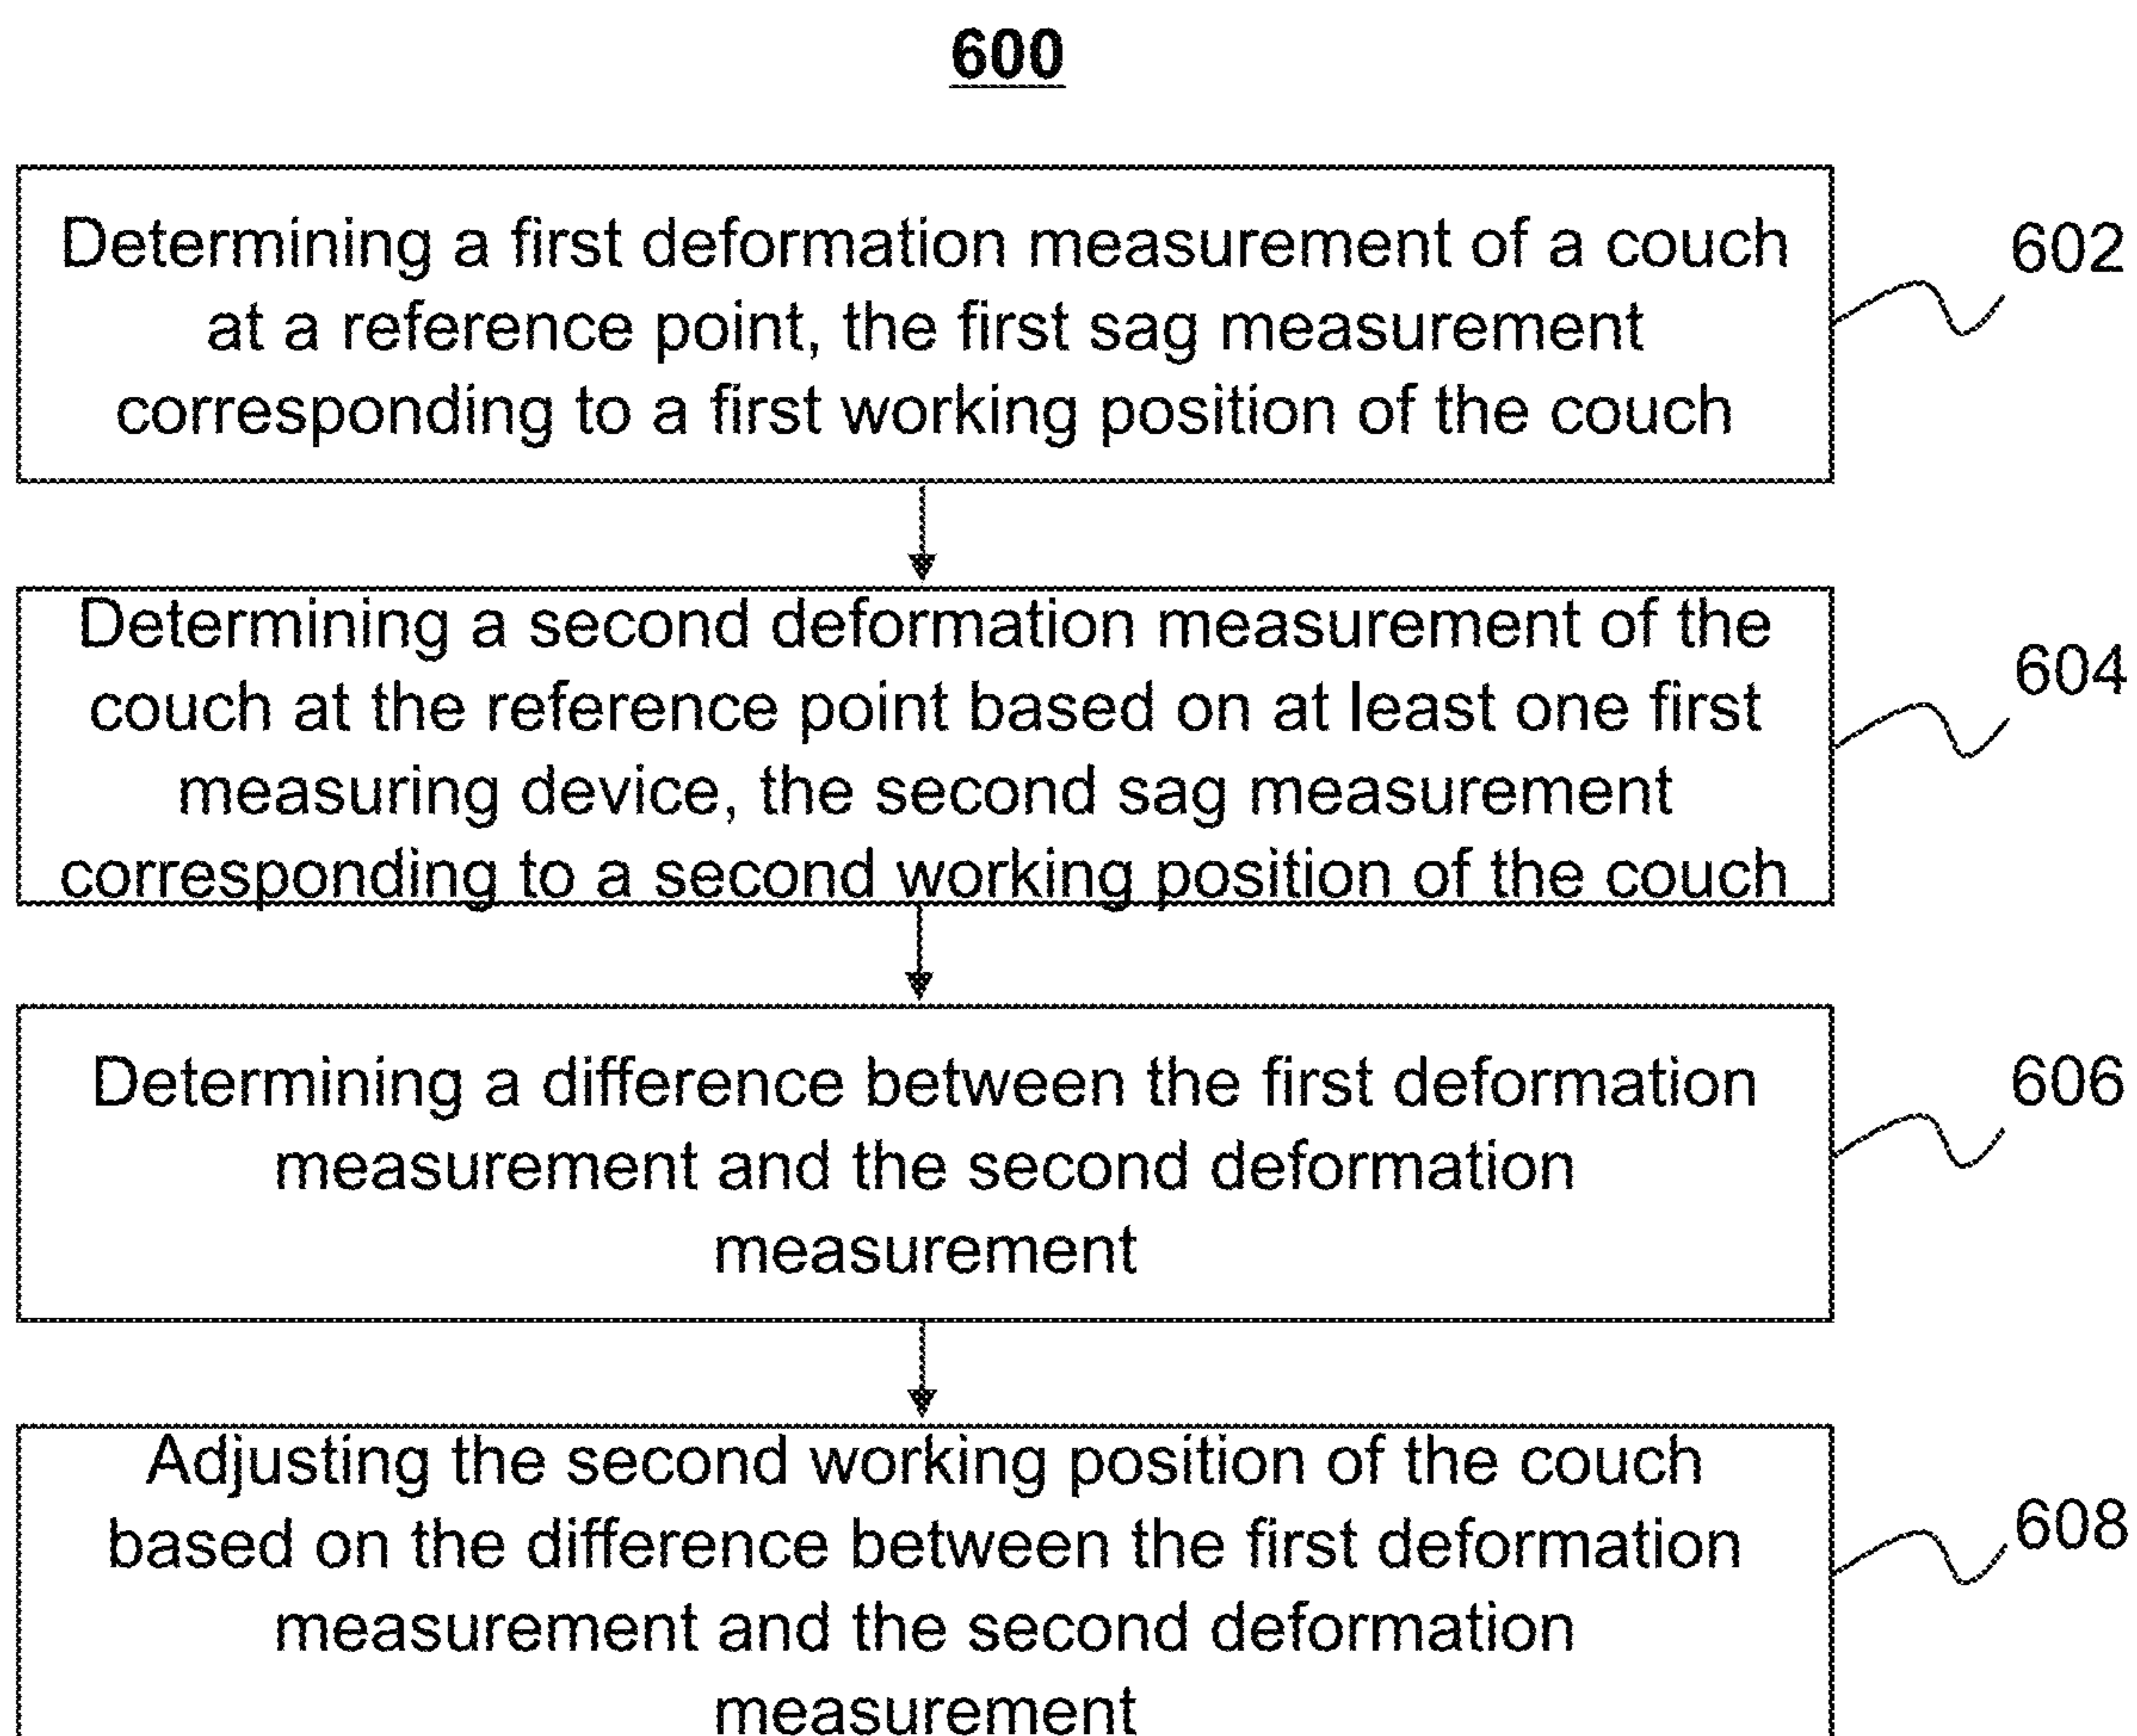 600
Determining a first deformation measurement of a couch
at a reference point, the first sag measurement
corresponding to a first working position of the couch
602
Determining a second deformation measurement of the
couch at the reference point based on at least one first
measuring device, the second sag measurement
corresponding to a second working position of the couch
604
Determining a difference between the first deformation
measurement and the second deformation
measurement
606
Adjusting the second working position of the couch
based on the difference between the first deformation
measurement and the second deformation
measurement
608